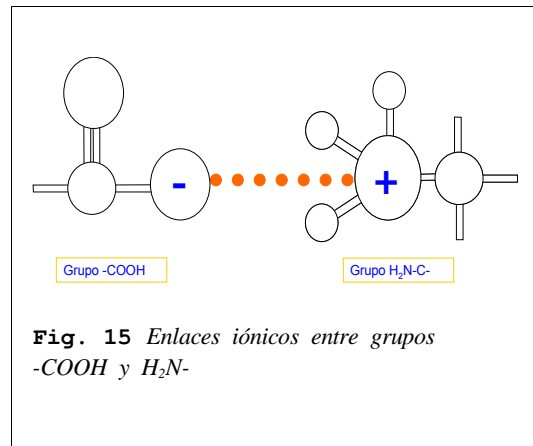 -
+
Grupo -COOH
Grupo H₂N-C-
Fig. 15 Enlaces iónicos entre grupos
-COOH y H₂N-